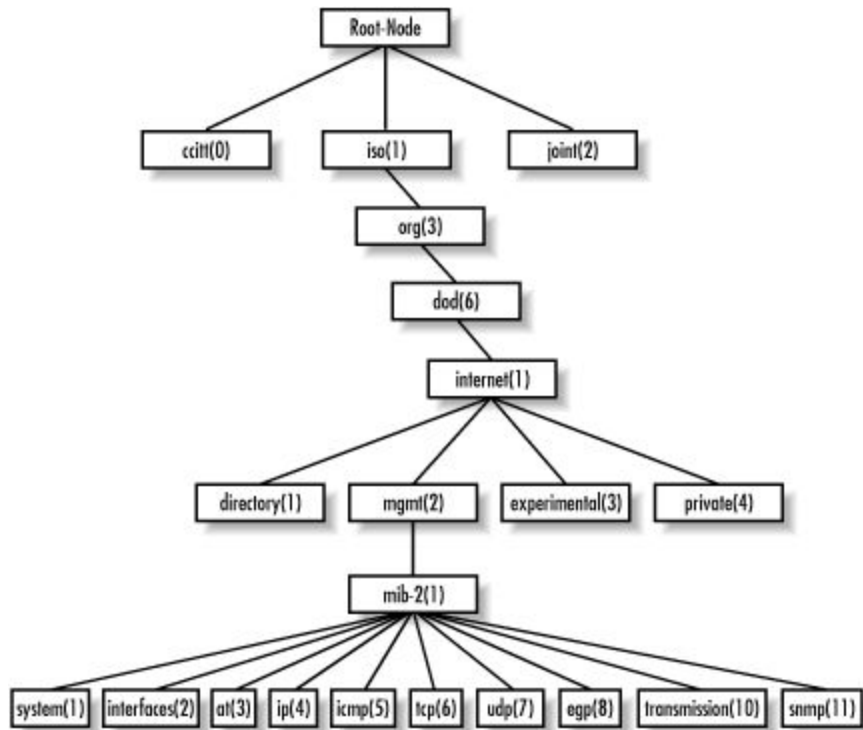 Root-Node
ccitt(0) iso(1) joint(2)
org(3)
dod(6)
internet(1)
directory(1) mgmt(2) experimental(3) private(4)
mib-2(1)
system(1) interfaces(2) at(3) ip(4) icmp(5) tcp(6) udp(7) egp(8) transmission(10) snmp(11)